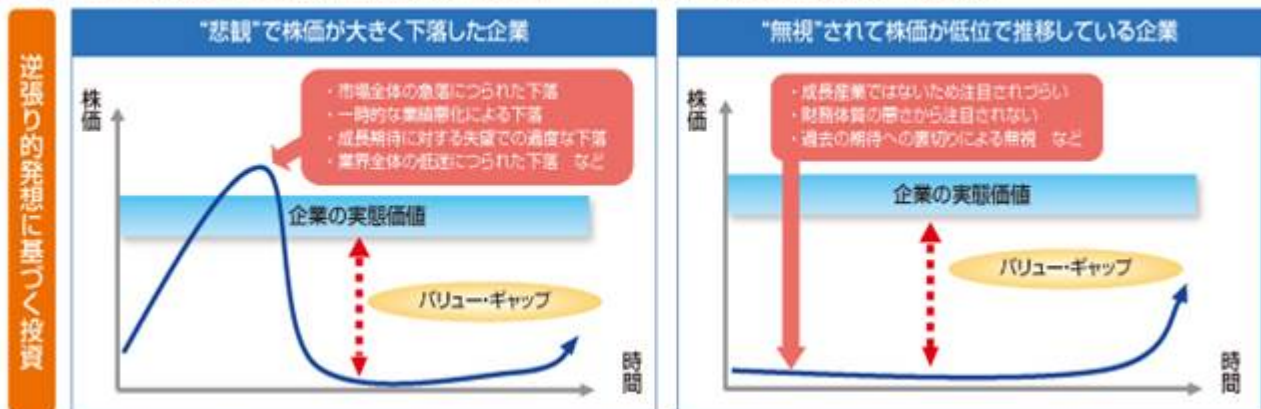 逆張り的発想に基づく投資
“悲観”で株価が大きく下落した企業
株価
・市場全体の急落につられた下落
・一時的な業績悪化による下落
・成長期待に対する失望での過度な下落
・業界全体の低迷につられた下落 など
企業の実態価値
バリュー・ギャップ
時間
“無視”されて株価が低位で推移している企業
株価
・成長産業ではないため注目されづらい
・財務体質の悪さから注目されない
・過去の期待への裏切りによる無視 など
企業の実態価値
バリュー・ギャップ
時間